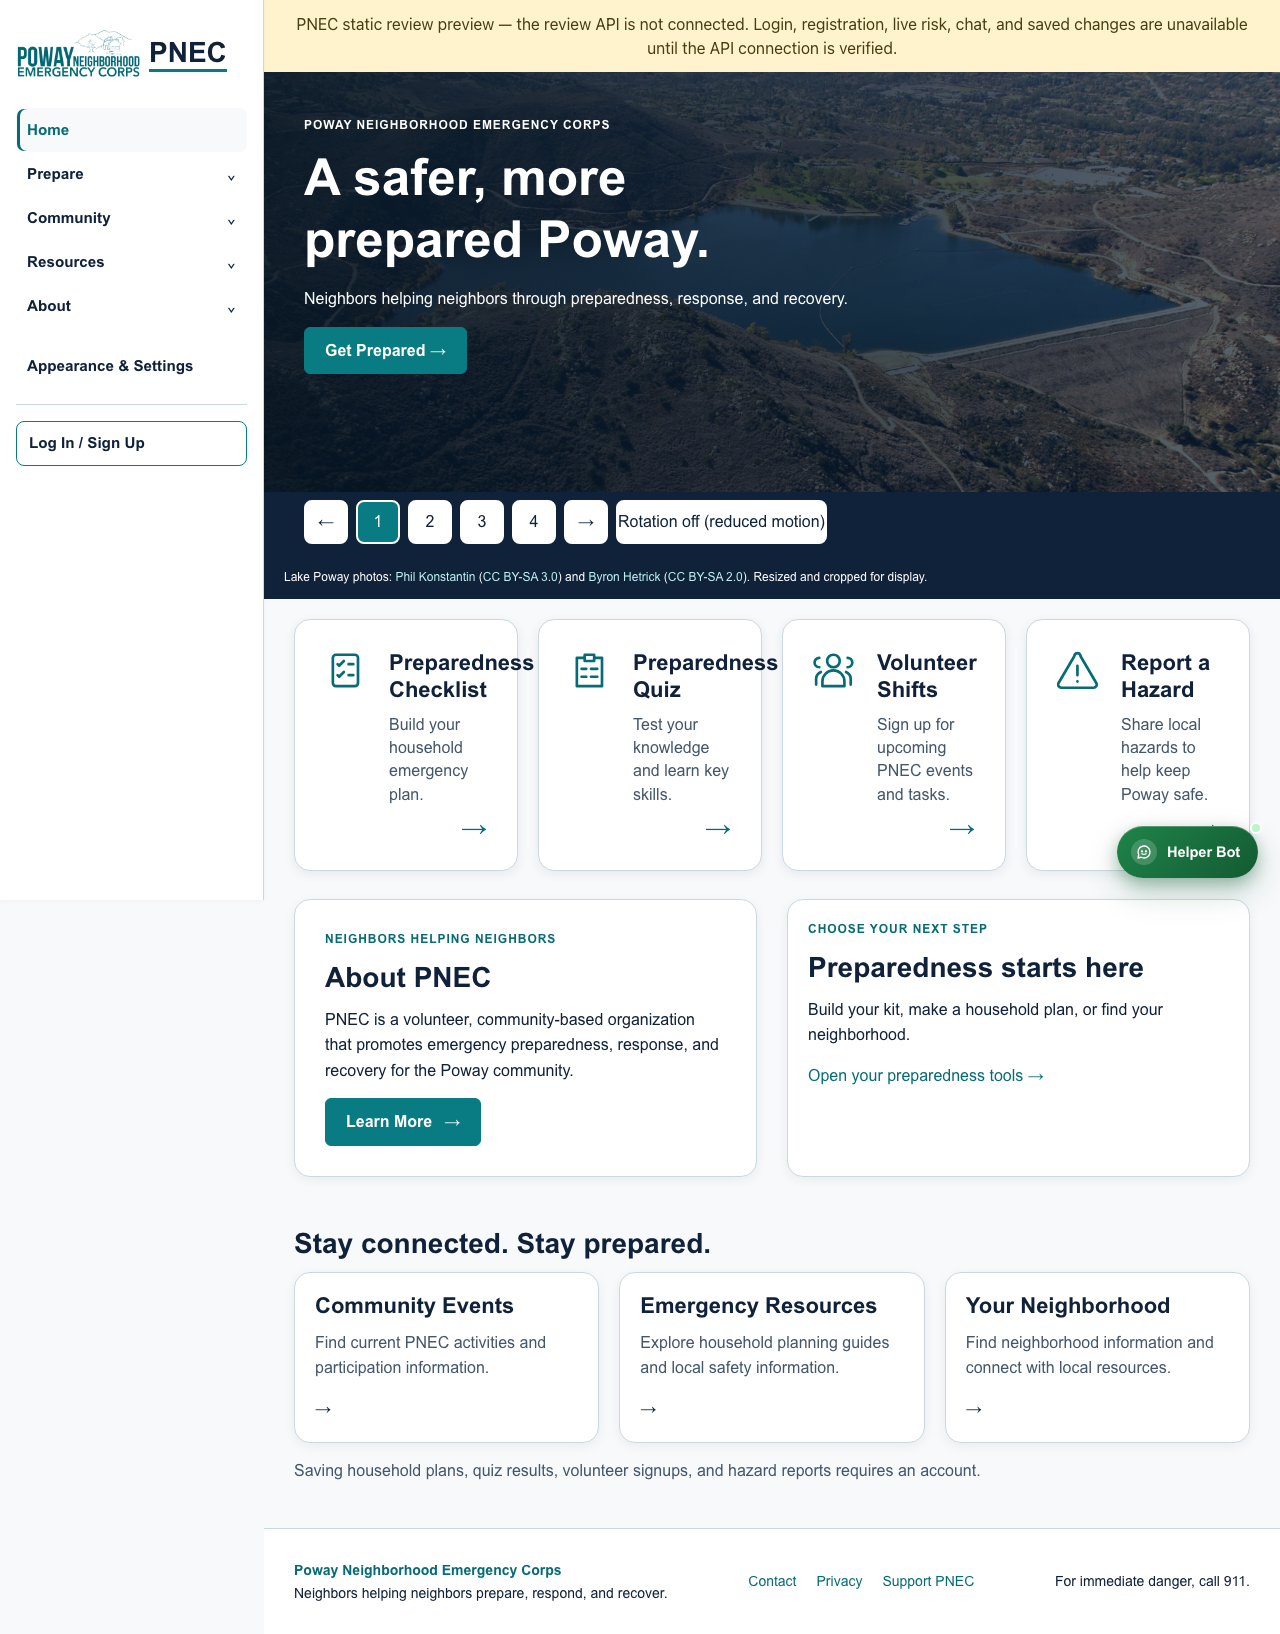 POWAY NEIGHBORHOOD
EMERGENCY CORPS
PNEC
Home
Prepare
Community
Resources
About
Appearance & Settings
Log In / Sign Up
PNEC static review preview — the review API is not connected. Login, registration, live risk, chat, and saved changes are unavailable
until the API connection is verified.
POWAY NEIGHBORHOOD EMERGENCY CORPS
A safer, more
prepared Poway.
Neighbors helping neighbors through preparedness, response, and recovery.
Get Prepared →
← 1 2 3 4 → Rotation off (reduced motion)
Lake Poway photos: Phil Konstantin (CC BY-SA 3.0) and Byron Hetrick (CC BY-SA 2.0). Resized and cropped for display.
Preparedness
Checklist
Build your
household
emergency
plan.
→
Preparedness
Quiz
Test your
knowledge
and learn key
skills.
→
Volunteer
Shifts
Sign up for
upcoming
PNEC events
and tasks.
→
Report a
Hazard
Share local
hazards to
help keep
Poway safe.
Helper Bot
NEIGHBORS HELPING NEIGHBORS
About PNEC
PNEC is a volunteer, community-based organization
that promotes emergency preparedness, response, and
recovery for the Poway community.
Learn More →
CHOOSE YOUR NEXT STEP
Preparedness starts here
Build your kit, make a household plan, or find your
neighborhood.
Open your preparedness tools →
Stay connected. Stay prepared.
Community Events
Find current PNEC activities and
participation information.
→
Emergency Resources
Explore household planning guides
and local safety information.
→
Your Neighborhood
Find neighborhood information and
connect with local resources.
→
Saving household plans, quiz results, volunteer signups, and hazard reports requires an account.
Poway Neighborhood Emergency Corps
Neighbors helping neighbors prepare, respond, and recover.
Contact Privacy Support PNEC
For immediate danger, call 911.